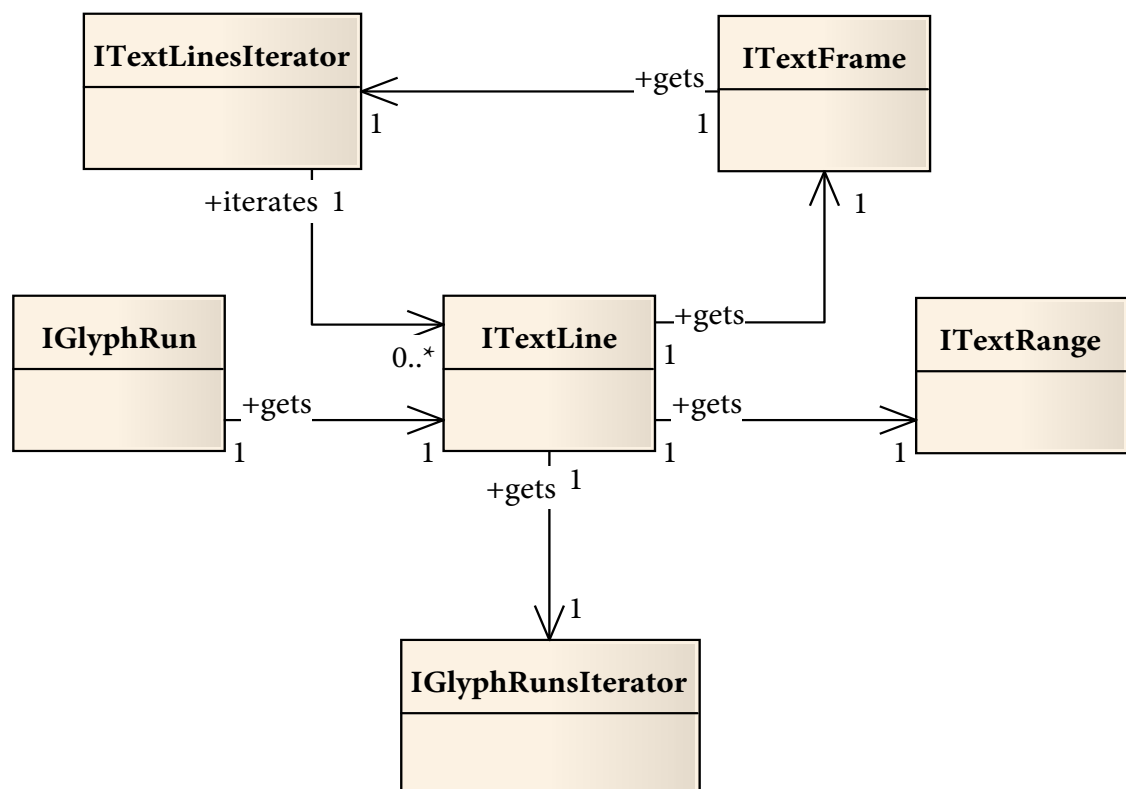 ITextLinesIterator
ITextFrame
+gets
1
1
+iterates 1
1
IGlyphRun
ITextLine
ITextRange
+gets
0..*
1
+gets
+gets
1
1
1
1
+gets
1
1
IGlyphRunsIterator